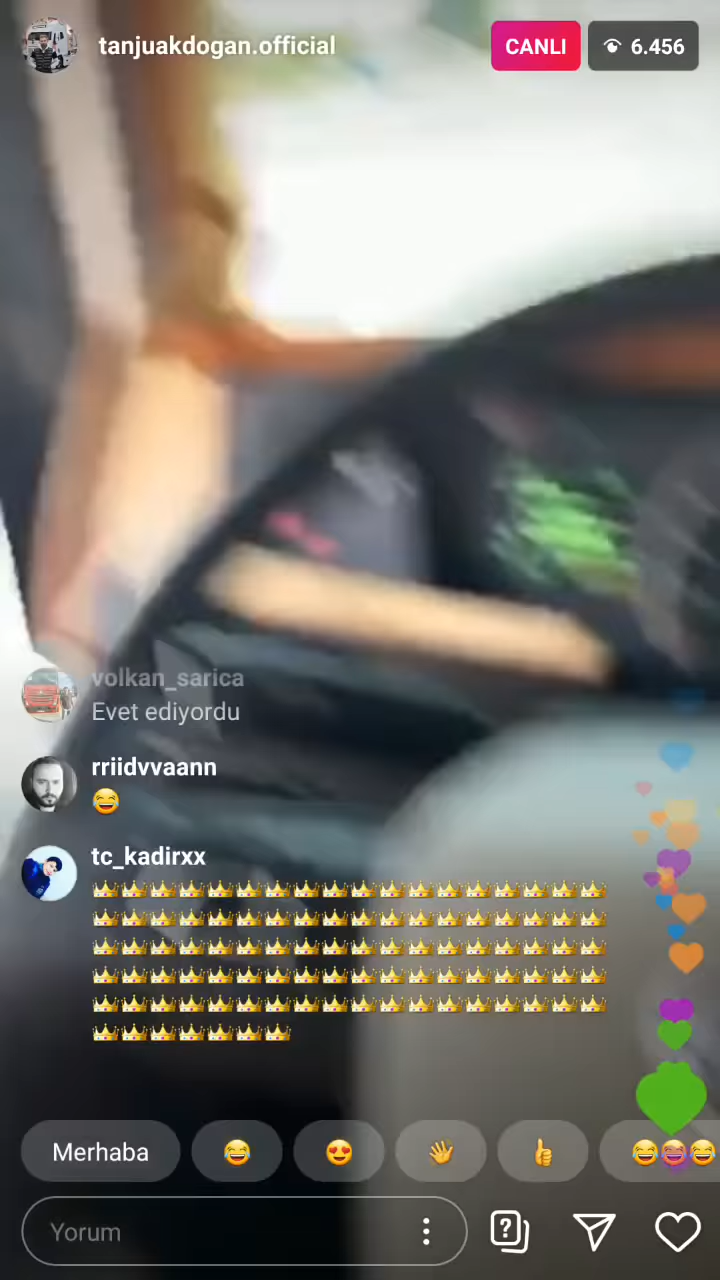 tanjuakdogan.official
CANLI
6.456
volkan_sarica
Evet ediyordu
rriidvvaann
😂
tc_kadirxx
👑👑👑👑👑👑👑👑👑👑👑👑👑👑👑👑👑👑
👑👑👑👑👑👑👑👑👑👑👑👑👑👑👑👑👑👑
👑👑👑👑👑👑👑👑👑👑👑👑👑👑👑👑👑👑
👑👑👑👑👑👑👑👑👑👑👑👑👑👑👑👑👑👑
👑👑👑👑👑👑👑👑👑👑👑👑👑👑👑👑👑👑
👑👑👑👑👑👑👑
Merhaba 😂 😍 👋 👍 😂😂😂
Yorum